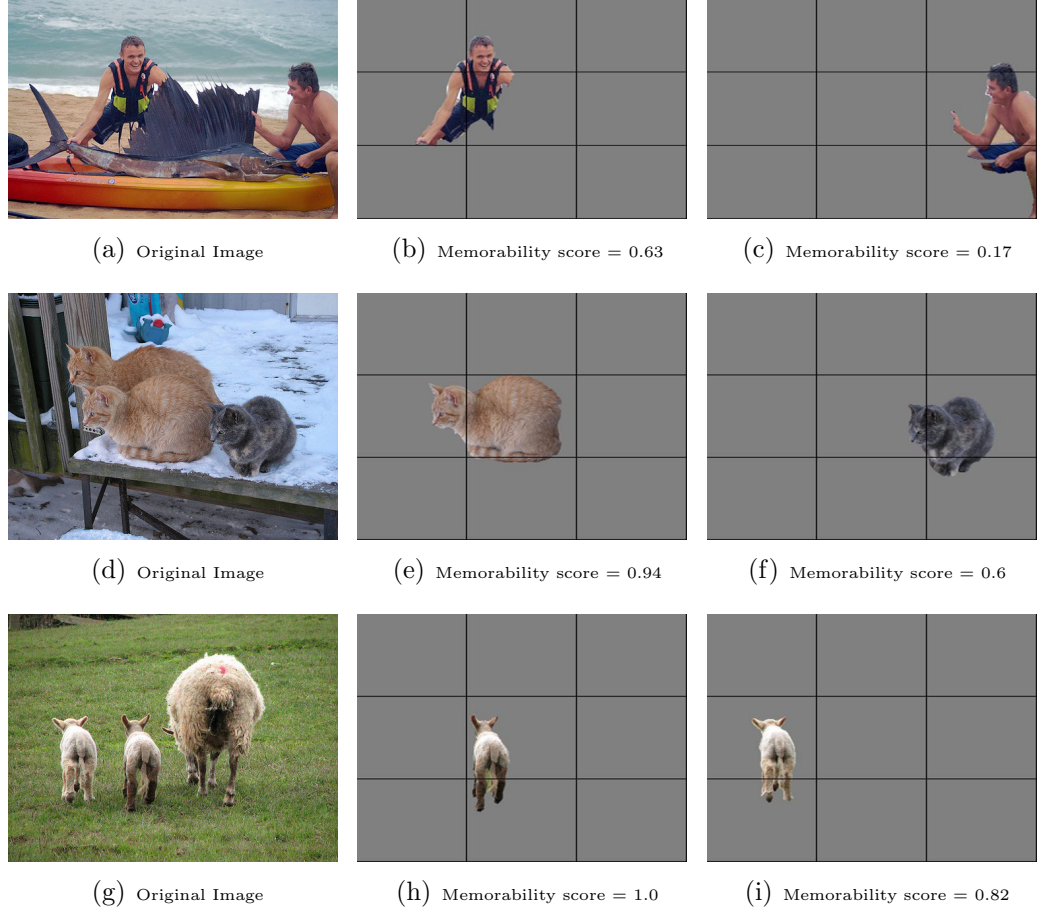 (a) Original Image
(b) Memorability score = 0.63
(c) Memorability score = 0.17
(d) Original Image
(e) Memorability score = 0.94
(f) Memorability score = 0.6
(g) Original Image
(h) Memorability score = 1.0
(i) Memorability score = 0.82